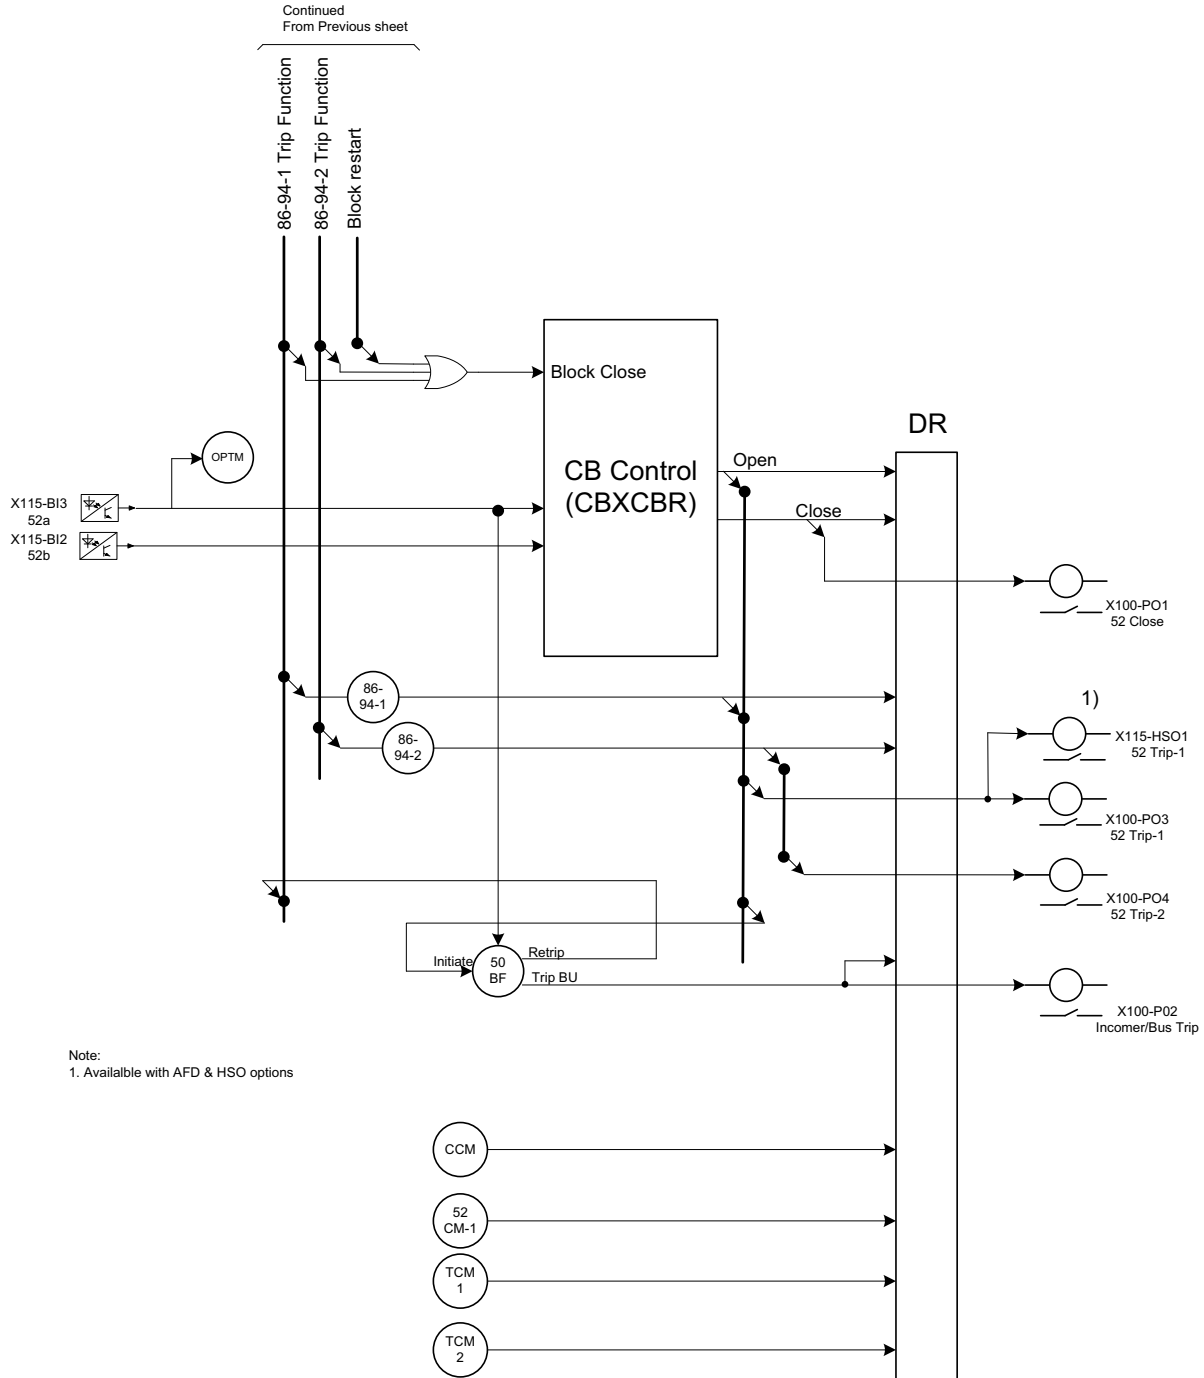 Continued
From Previous sheet
86-94-1 Trip Function
86-94-2 Trip Function
Block restart
Block Close
CB Control
(CBXCBR)
DR
Open
Close
OPTM
X115-BI3
52a
X115-BI2
52b
X100-PO1
52 Close
86-
94-1
86-
94-2
1)
X115-HSO1
52 Trip-1
X100-PO3
52 Trip-1
X100-PO4
52 Trip-2
Initiate
50
BF
Retrip
Trip BU
X100-P02
Incomer/Bus Trip
Note:
1. Availalble with AFD & HSO options
CCM
52
CM-1
TCM
1
TCM
2